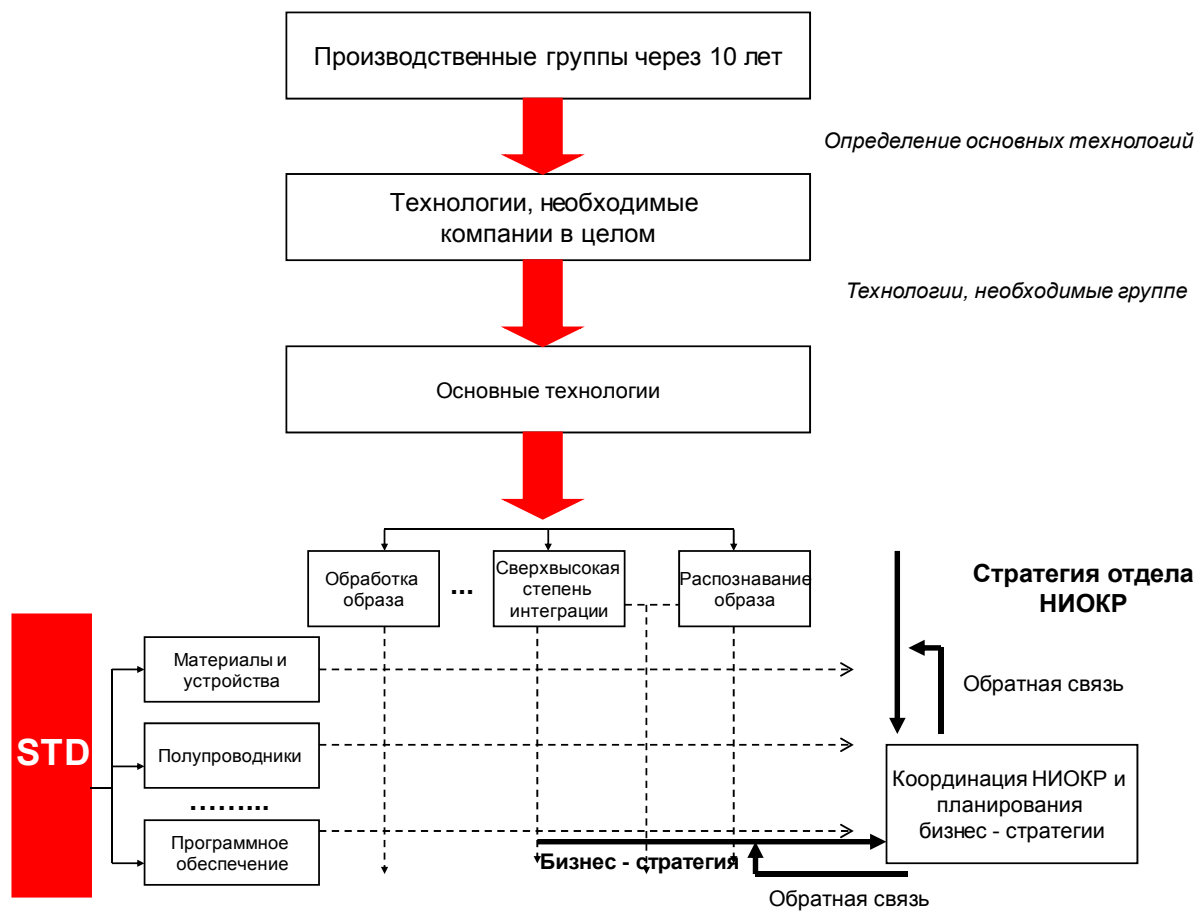 Производственные группы через 10 лет
Определение основных технологий
Технологии, необходимые
компании в целом
Технологии, необходимые группе
Основные технологии
Обработка
образа
...
Сверхвысокая
степень
интеграции
Распознавание
образа
Стратегия отдела
НИОКР
STD
Материалы и
устройства
Обратная связь
Полупроводники
.........
Программное
обеспечение
Координация НИОКР и
планирования
бизнес - стратегии
Бизнес - стратегия
Обратная связь